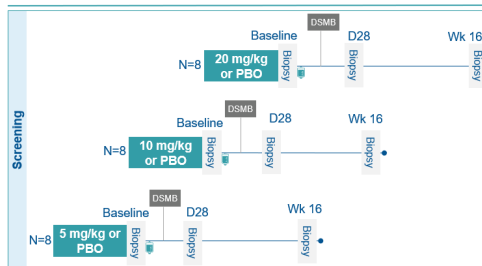 Screening
DSMB
Baseline D28 Wk 16
N=8 20 mg/kg
or PBO
Biopsy Biopsy Biopsy
DSMB
Baseline D28 Wk 16
N=8 10 mg/kg
or PBO
Biopsy Biopsy Biopsy
DSMB
Baseline D28 Wk 16
N=8 5 mg/kg or
PBO
Biopsy Biopsy Biopsy